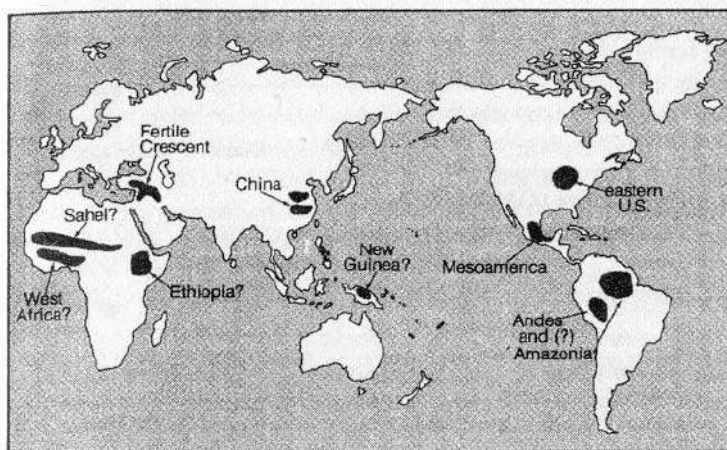 Fertile
Crescent
China
Sahel?
eastern
U.S.
New
Guinea?
Mesoamerica
West
Africa?
Ethiopia?
Andes
and (?)
Amazonia